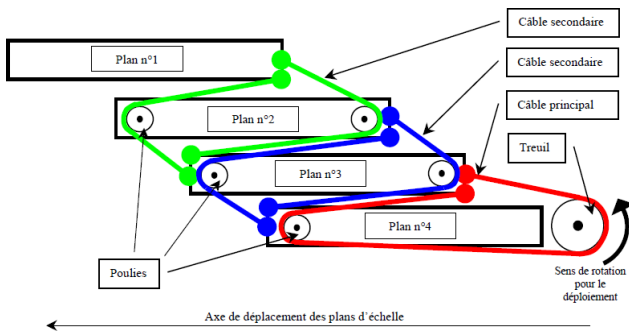 Câble secondaire
Plan n°1
Câble secondaire
Câble principal
Plan n°2
Treuil
Plan n°3
Plan n°4
Poulies
Sens de rotation
pour le
déploiement
Axe de déplacement des plans d'échelle